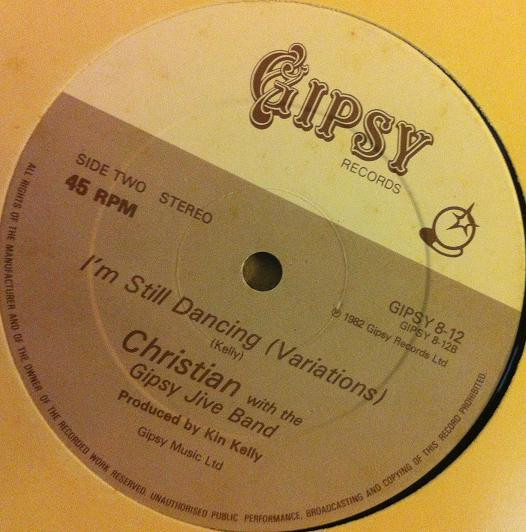 GIPSY
RECORDS
SIDE TWO STEREO
45 RPM
GIPSY 8-12
GIPSY 8-12B
℗ 1982 Gipsy Records Ltd
I'm Still Dancing (Variations)
(Kelly)
Christian with the
Gipsy Jive Band
Produced by Kin Kelly
Gipsy Music Ltd
ALL RIGHTS OF THE MANUFACTURER AND OF THE OWNER OF THE RECORDED WORK RESERVED. UNAUTHORISED PUBLIC PERFORMANCE, BROADCASTING AND COPYING OF THIS RECORD PROHIBITED.